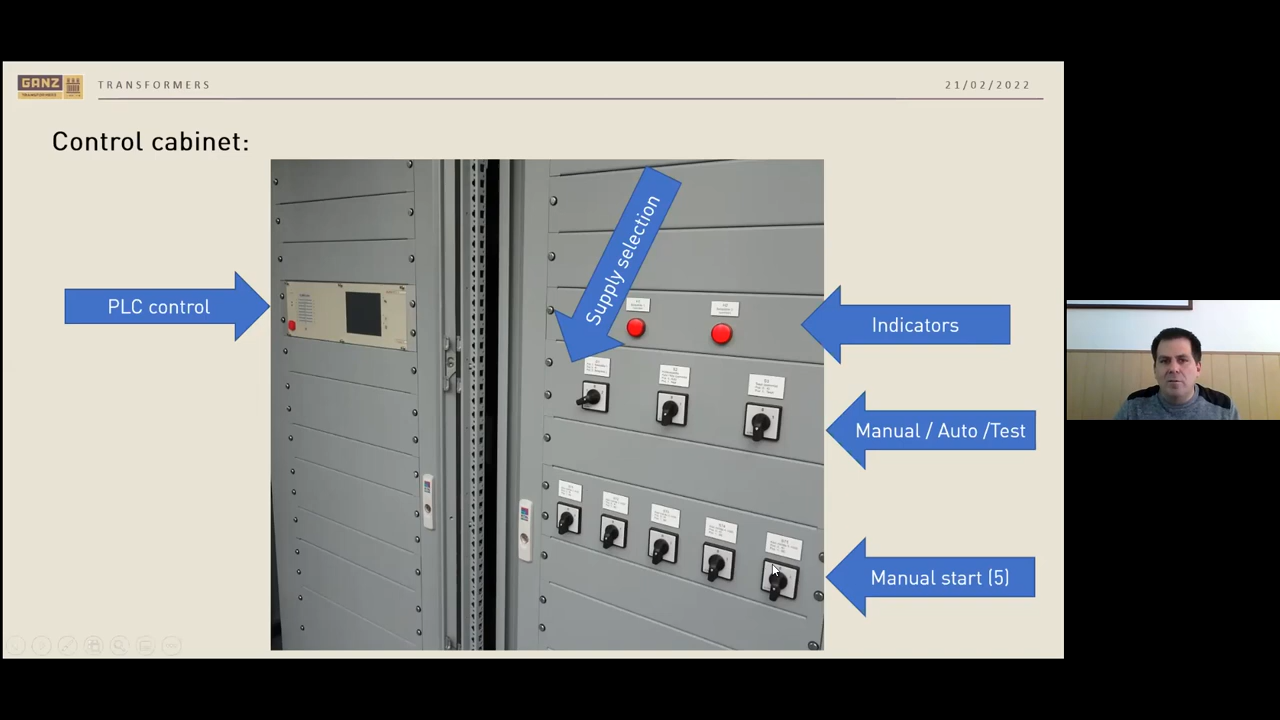 GANZ
TRANSFORMERS
21/02/2022
Control cabinet:
Supply selection
PLC control
Indicators
Manual / Auto /Test
Manual start (5)